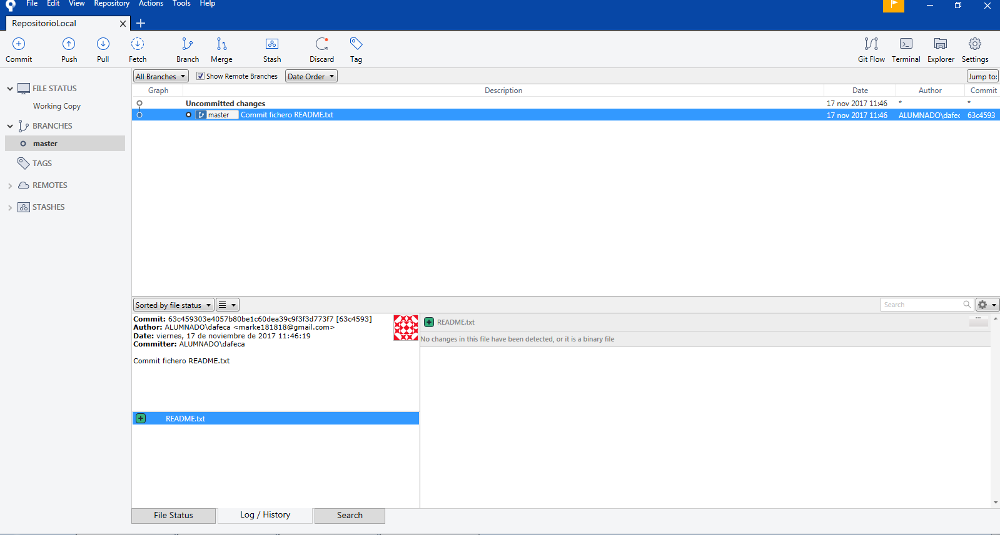 File Edit View Repository Actions Tools Help
RepositorioLocal
Commit Push Pull Fetch Branch Merge Stash Discard Tag Git Flow Terminal Explorer Settings
All Branches Show Remote Branches Date Order Jump to:
FILE STATUS
Working Copy
BRANCHES
master
TAGS
REMOTES
STASHES
Graph Description Date Author Commit
Uncommitted changes 17 nov 2017 11:46 * *
master Commit fichero README.txt 17 nov 2017 11:46 ALUMNADO\dafec 63c4593
Sorted by file status Search
Commit: 63c459303e4057b80be1c60dea39c9f3f3d773f7 [63c4593]
Author: ALUMNADO\dafeca <marke181818@gmail.com>
Date: viernes, 17 de noviembre de 2017 11:46:19
Committer: ALUMNADO\dafeca
Commit fichero README.txt
README.txt
README.txt
No changes in this file have been detected, or it is a binary file
File Status Log / History Search